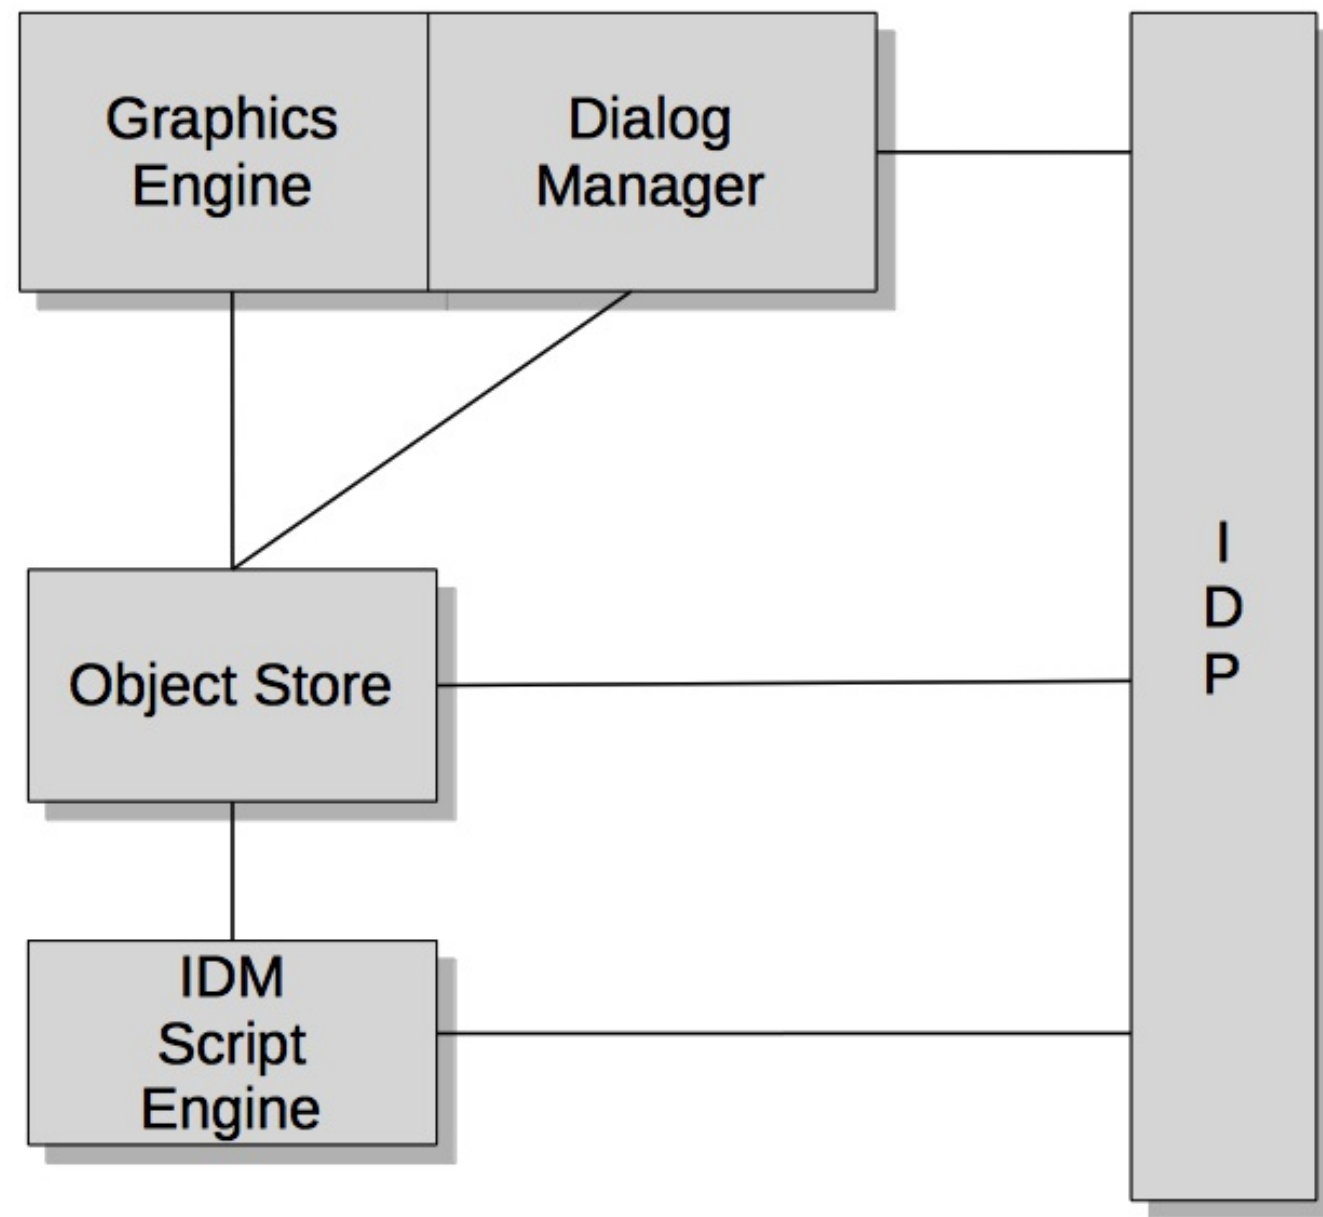 Graphics
Engine
Dialog
Manager
Object Store
IDM
Script
Engine
I
D
P